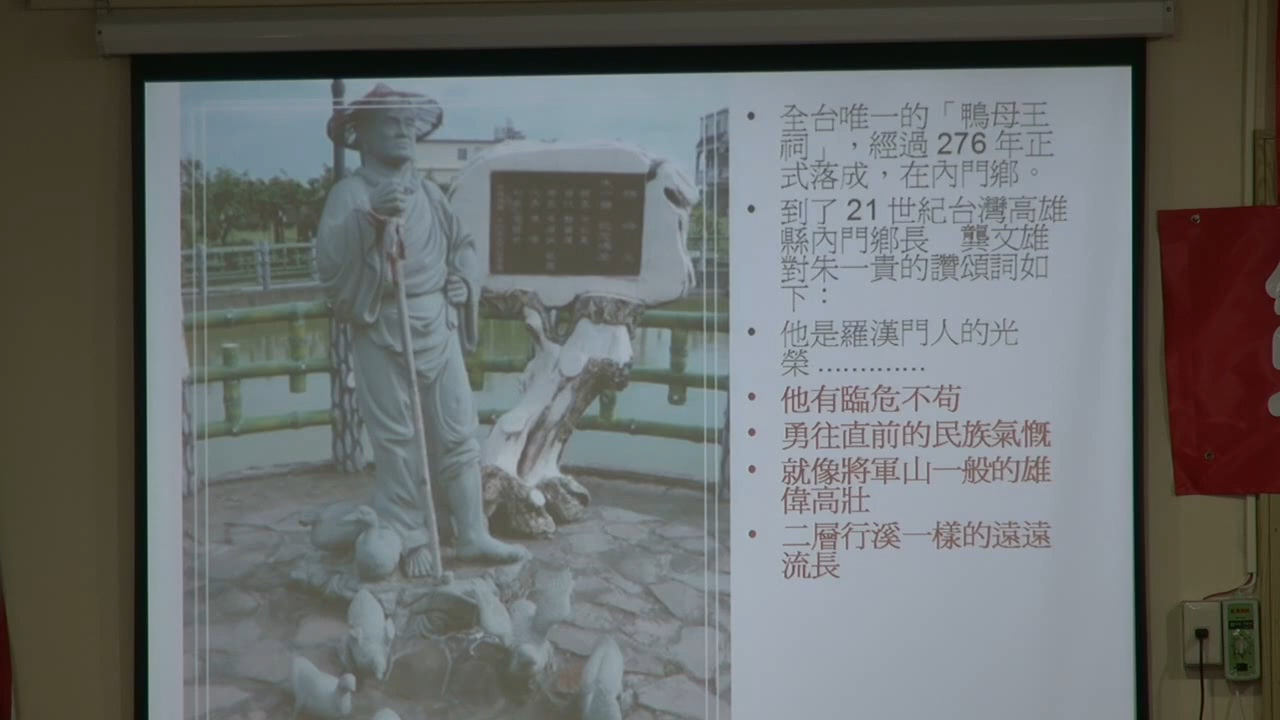 • 全台唯一的「鴨母王
祠」，經過 276 年正
式落成，在內門鄉。
• 到了 21 世紀台灣高雄
縣內門鄉長 龔文雄
對朱一貴的讚頌詞如
下：
• 他是羅漢門人的光
榮 .............
• 他有臨危不苟
• 勇往直前的民族氣慨
• 就像將軍山一般的雄
偉高壯
• 二層行溪一樣的遠遠
流長